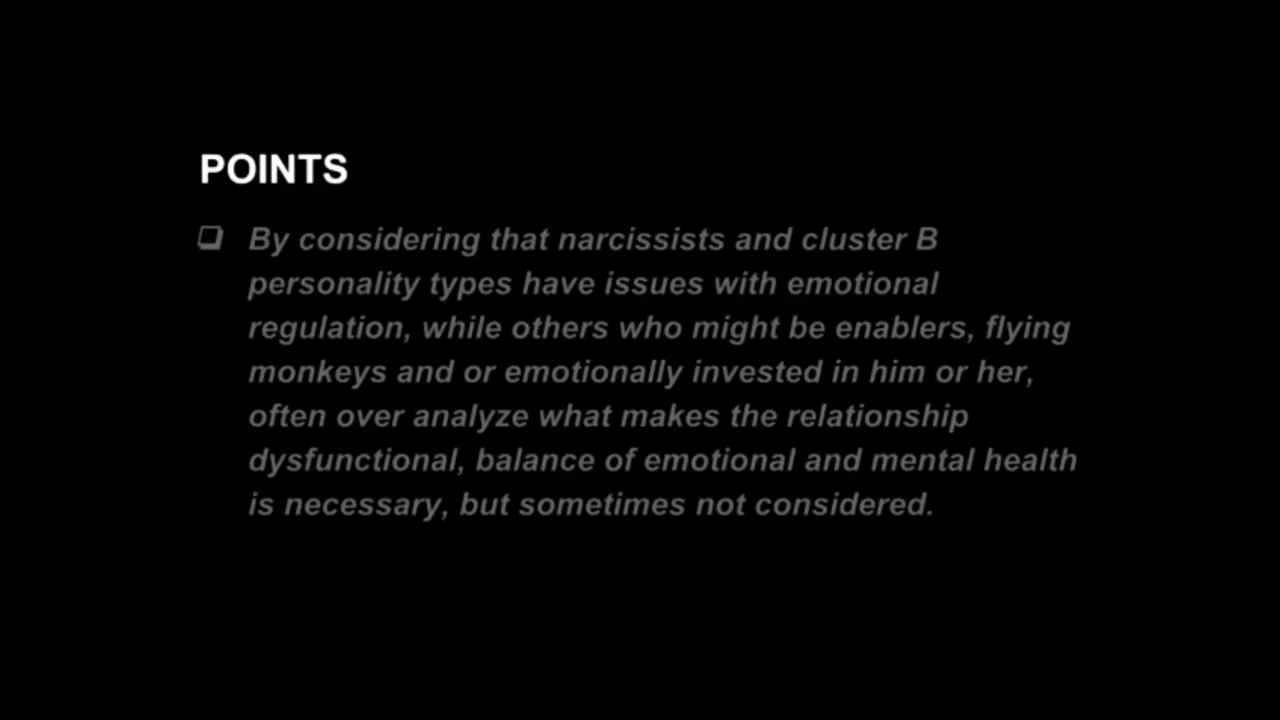 POINTS
❑ By considering that narcissists and cluster B
personality types have issues with emotional
regulation, while others who might be enablers, flying
monkeys and or emotionally invested in him or her,
often over analyze what makes the relationship
dysfunctional, balance of emotional and mental health
is necessary, but sometimes not considered.